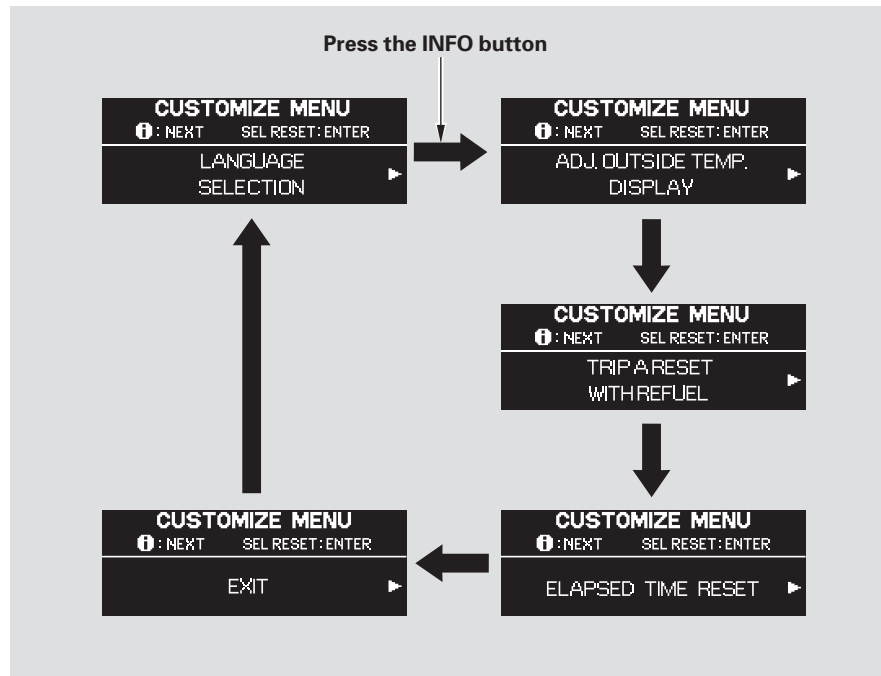 Press the INFO button
CUSTOMIZE MENU
i : NEXT SEL RESET: ENTER
LANGUAGE
SELECTION
CUSTOMIZE MENU
i : NEXT SEL RESET: ENTER
ADJ. OUTSIDE TEMP.
DISPLAY
CUSTOMIZE MENU
i : NEXT SEL RESET: ENTER
TRIP A RESET
WITH REFUEL
CUSTOMIZE MENU
i : NEXT SEL RESET: ENTER
EXIT
CUSTOMIZE MENU
i : NEXT SEL RESET: ENTER
ELAPSED TIME RESET